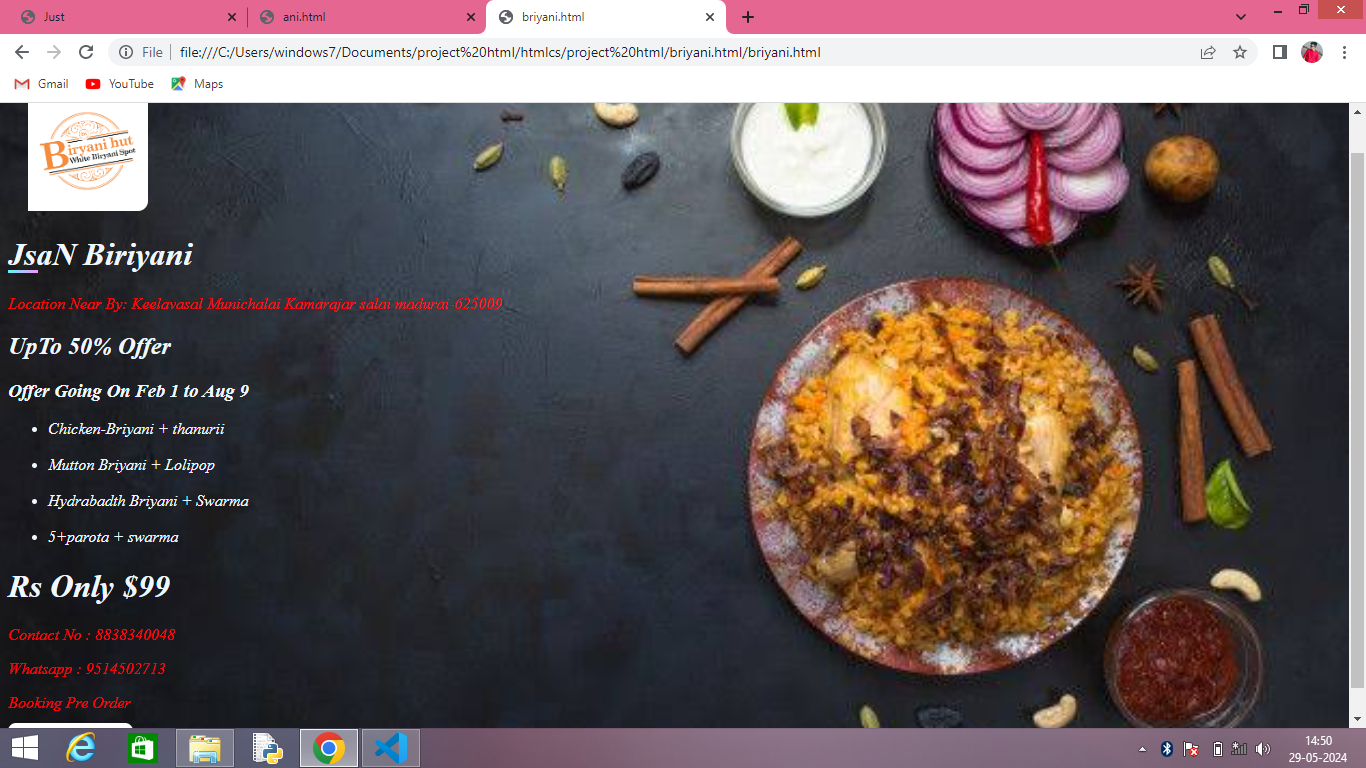 Just
ani.html
briyani.html
File
file:///C:/Users/windows7/Documents/project%20html/htmlcs/project%20html/briyani.html/briyani.html
Gmail
YouTube
Maps
Biryani hut
White Biryani Spot
JsaN Biriyani
Location Near By: Keelavasal Munichalai Kamarajar salai madurai-625009
UpTo 50% Offer
Offer Going On Feb 1 to Aug 9
Chicken-Briyani + thanurii
Mutton Briyani + Lolipop
Hydrabadth Briyani + Swarma
5+parota + swarma
Rs Only $99
Contact No : 8838340048
Whatsapp : 9514502713
Booking Pre Order
14:50
29-05-2024